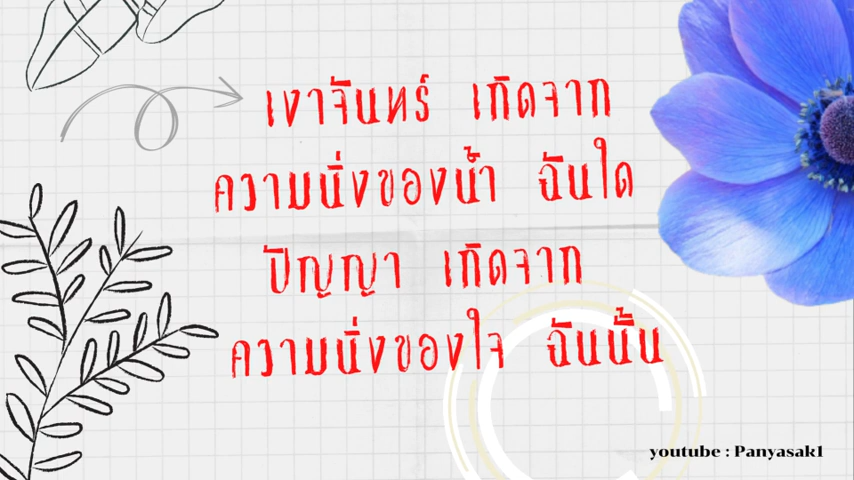 เงาจันทร์ เกิดจาก
ความนิ่งของน้ำ ฉันใด
ปัญญา เกิดจาก
ความนิ่งของใจ ฉันนั้น
youtube : Panyasak1